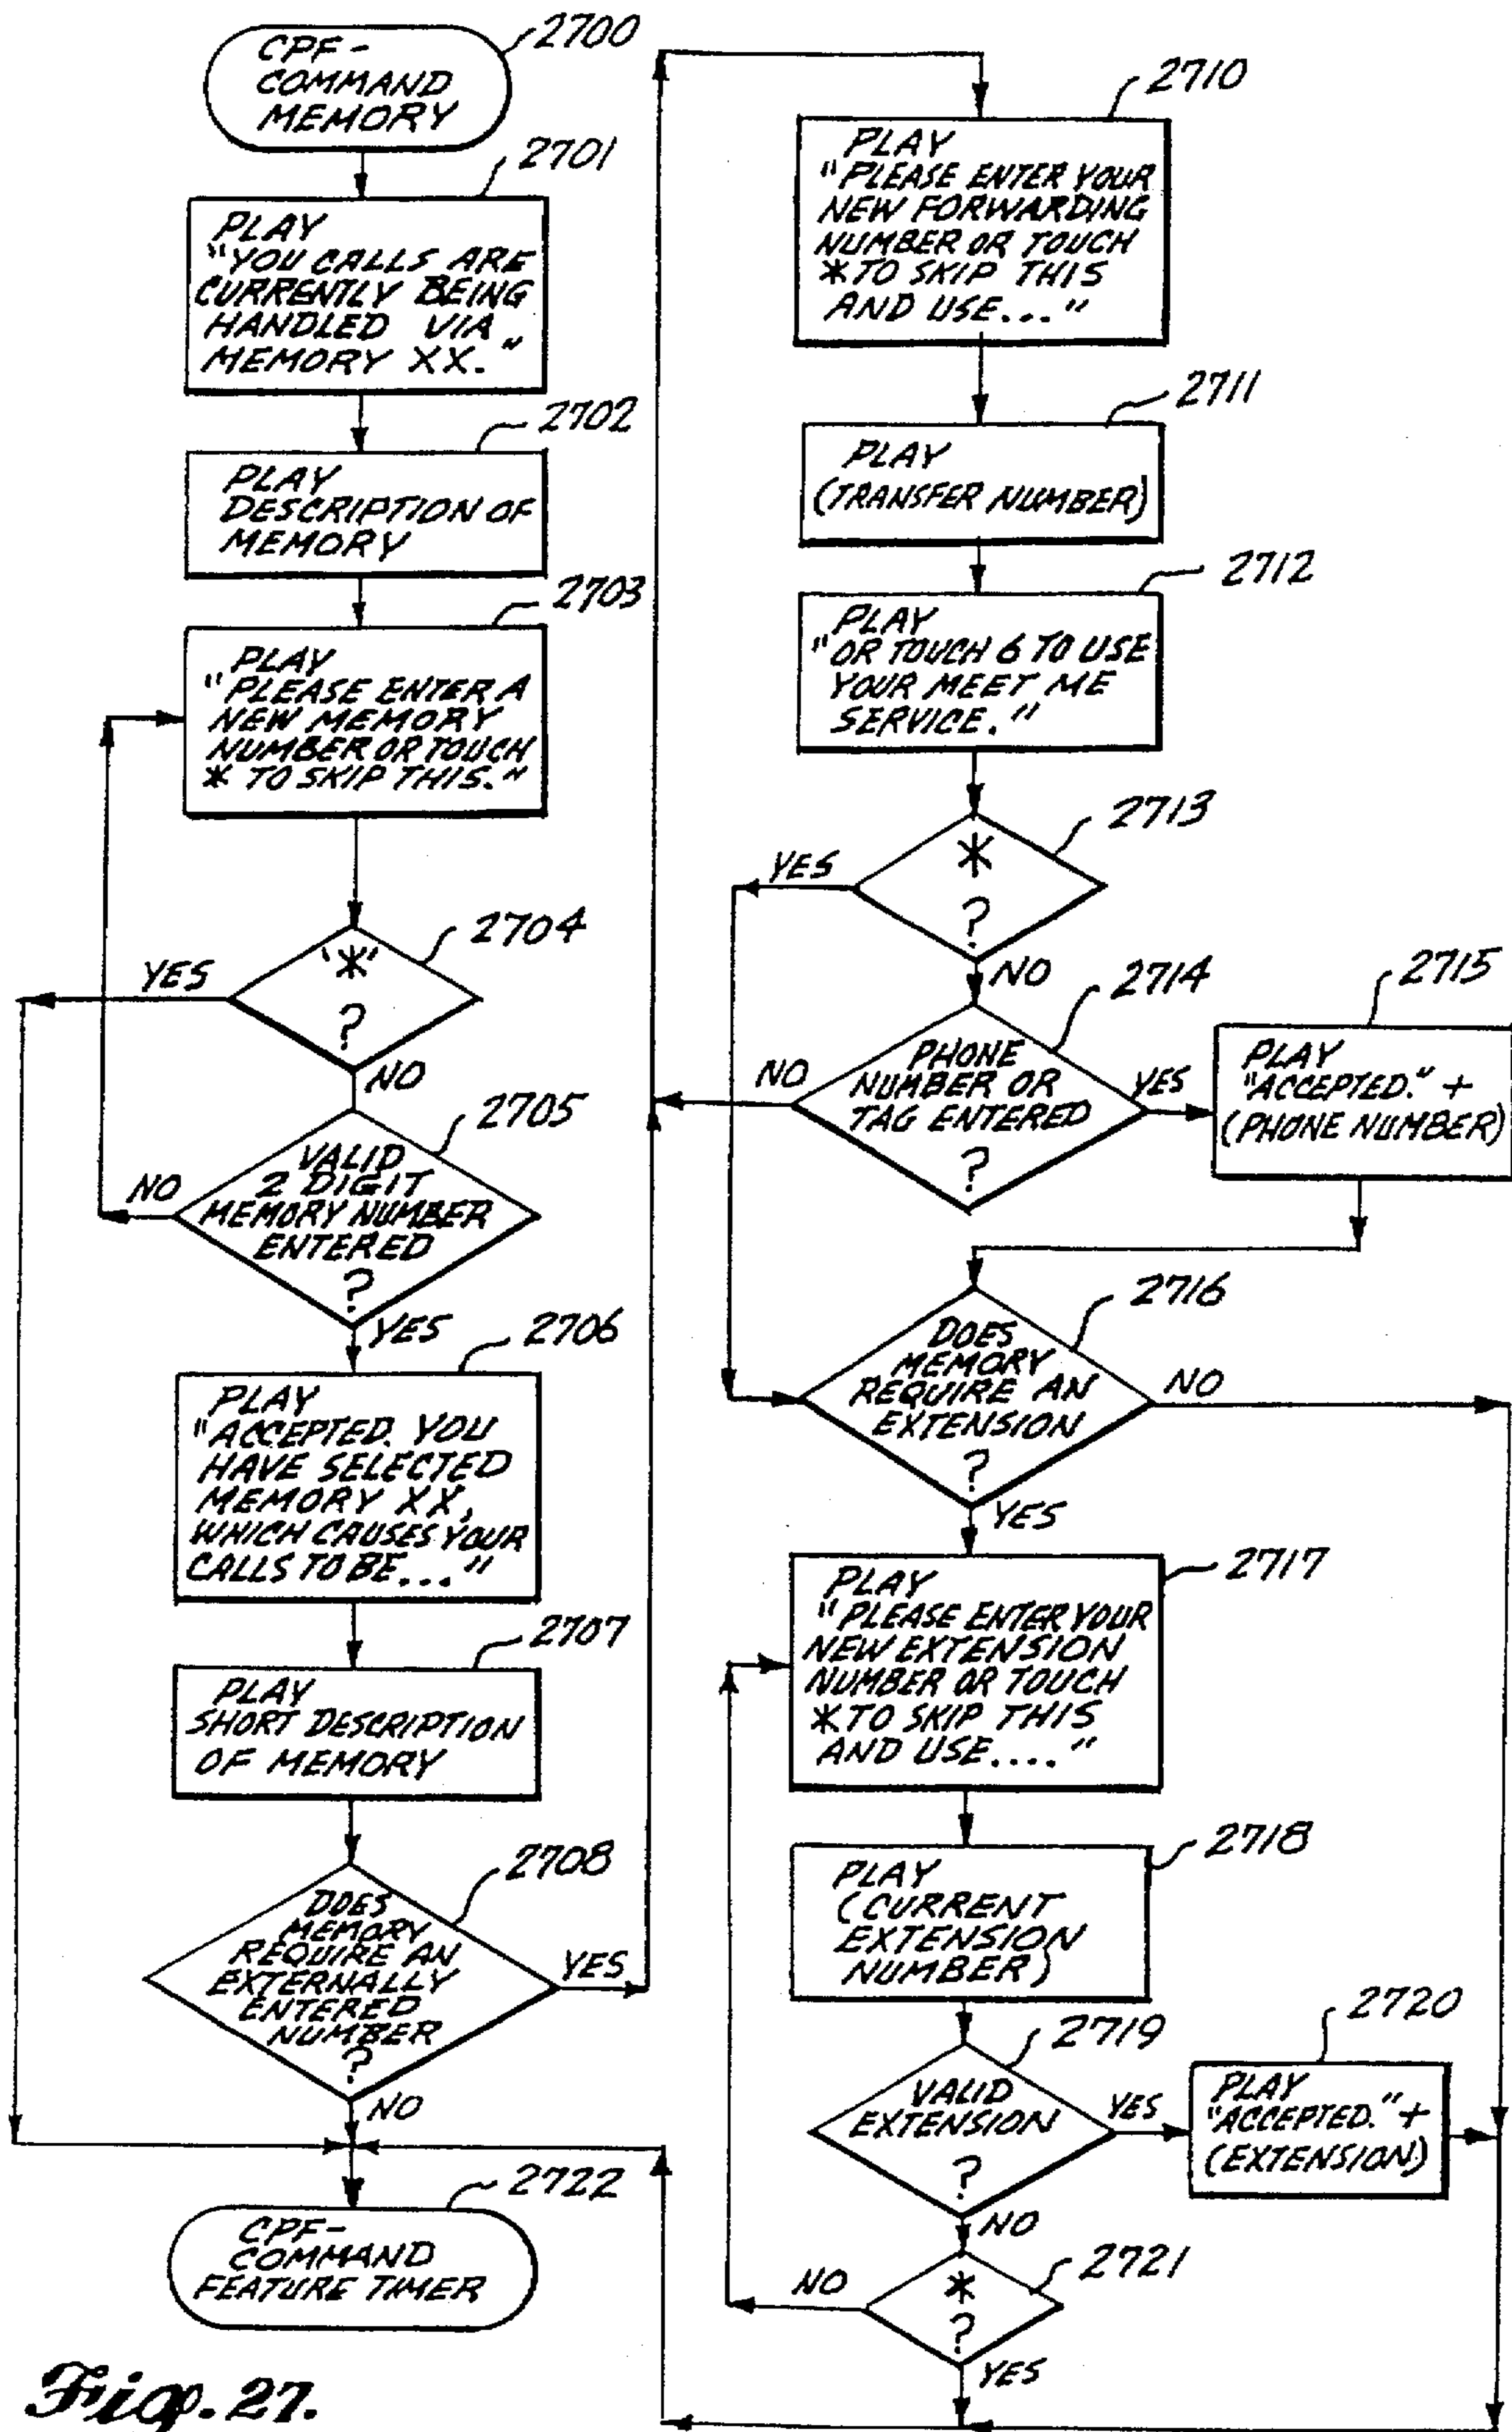 2700
CPF-
COMMAND
MEMORY
2701
PLAY
"YOU CALLS ARE
CURRENTLY BEING
HANDLED VIA
MEMORY XX."
2702
PLAY
DESCRIPTION OF
MEMORY
2703
PLAY
"PLEASE ENTER A
NEW MEMORY
NUMBER OR TOUCH
* TO SKIP THIS."
2704
'*'
?
YES
NO
2705
VALID
2 DIGIT
MEMORY NUMBER
ENTERED
?
NO
YES
2706
PLAY
"ACCEPTED. YOU
HAVE SELECTED
MEMORY XX,
WHICH CAUSES YOUR
CALLS TO BE..."
2707
PLAY
SHORT DESCRIPTION
OF MEMORY
2708
DOES
MEMORY
REQUIRE AN
EXTERNALLY
ENTERED
NUMBER
?
YES
NO
2722
CPF-
COMMAND
FEATURE TIMER
2710
PLAY
"PLEASE ENTER YOUR
NEW FORWARDING
NUMBER OR TOUCH
* TO SKIP THIS
AND USE..."
2711
PLAY
(TRANSFER NUMBER)
2712
PLAY
"OR TOUCH 6 TO USE
YOUR MEET ME
SERVICE."
2713
*
?
YES
NO
2714
PHONE
NUMBER OR
TAG ENTERED
?
NO
YES
2715
PLAY
"ACCEPTED." +
(PHONE NUMBER)
2716
DOES
MEMORY
REQUIRE AN
EXTENSION
?
NO
YES
2717
PLAY
"PLEASE ENTER YOUR
NEW EXTENSION
NUMBER OR TOUCH
* TO SKIP THIS
AND USE...."
2718
PLAY
(CURRENT
EXTENSION
NUMBER)
2719
VALID
EXTENSION
?
YES
NO
2720
PLAY
"ACCEPTED." +
(EXTENSION)
2721
*
?
NO
YES
Fig. 27.